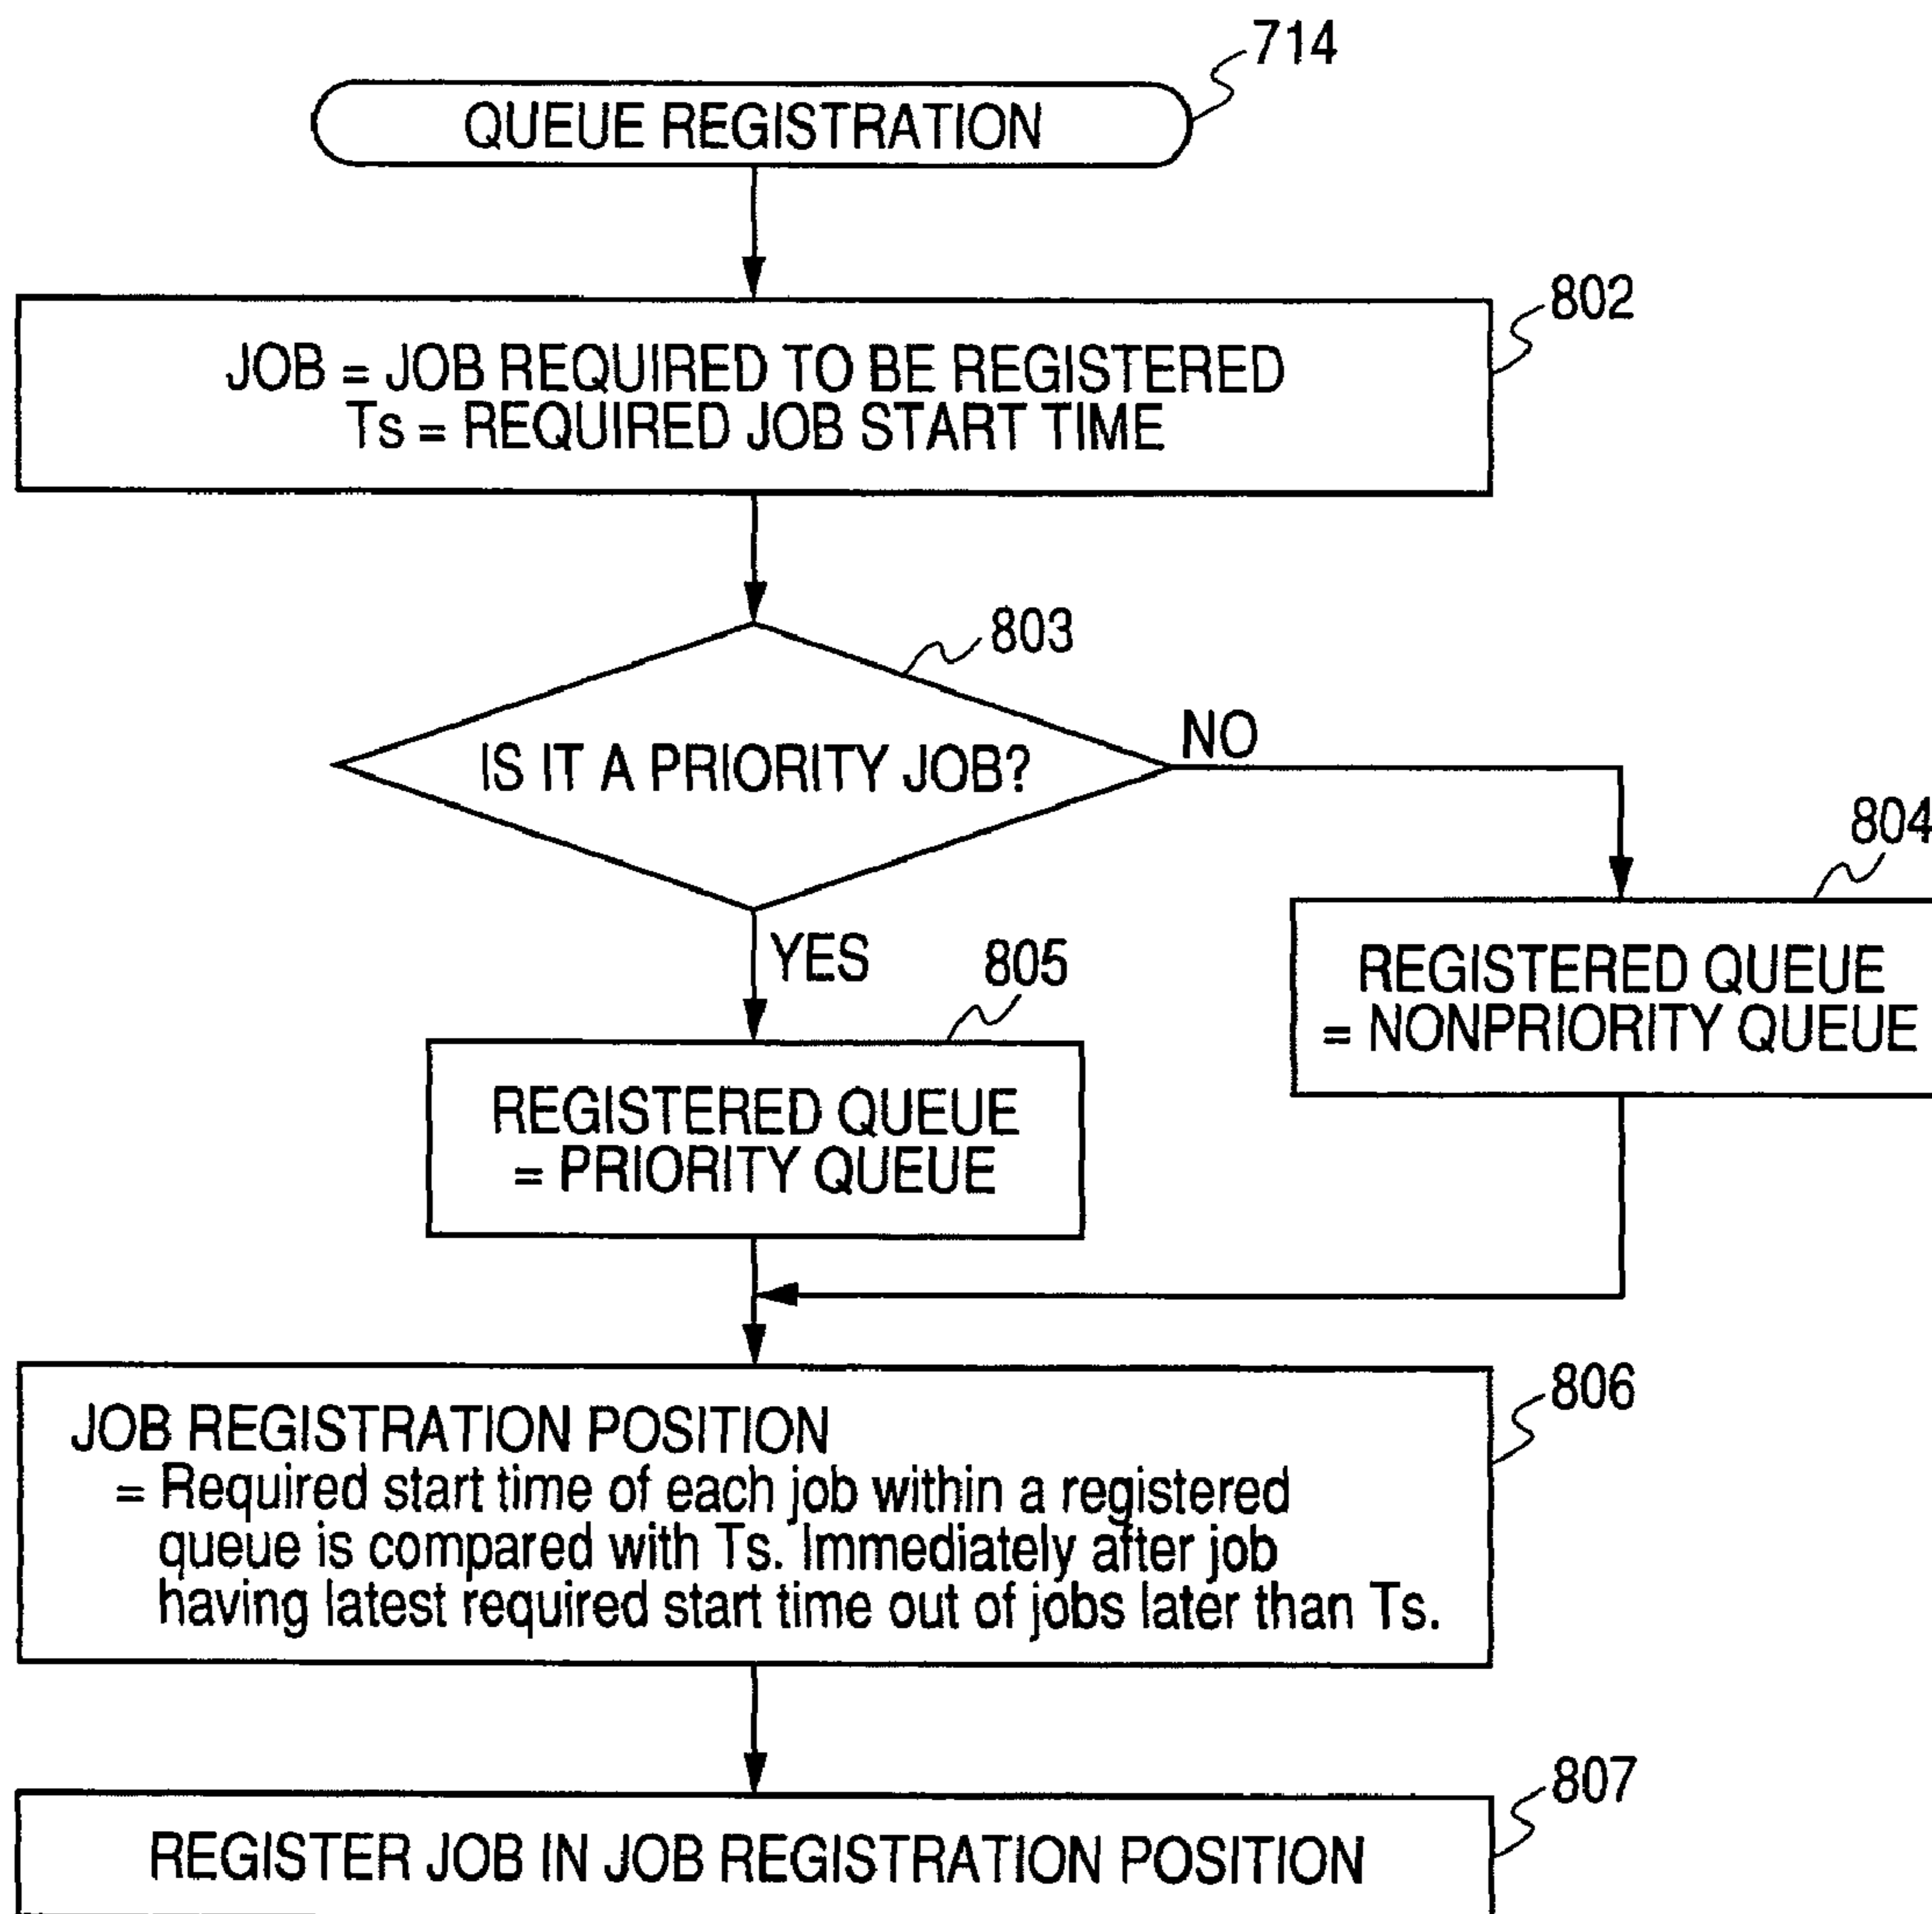 714
QUEUE REGISTRATION
802
JOB = JOB REQUIRED TO BE REGISTERED
Ts = REQUIRED JOB START TIME
803
IS IT A PRIORITY JOB?
NO
804
YES
805
REGISTERED QUEUE
= NONPRIORITY QUEUE
REGISTERED QUEUE
= PRIORITY QUEUE
806
JOB REGISTRATION POSITION
= Required start time of each job within a registered
queue is compared with Ts. Immediately after job
having latest required start time out of jobs later than Ts.
807
REGISTER JOB IN JOB REGISTRATION POSITION